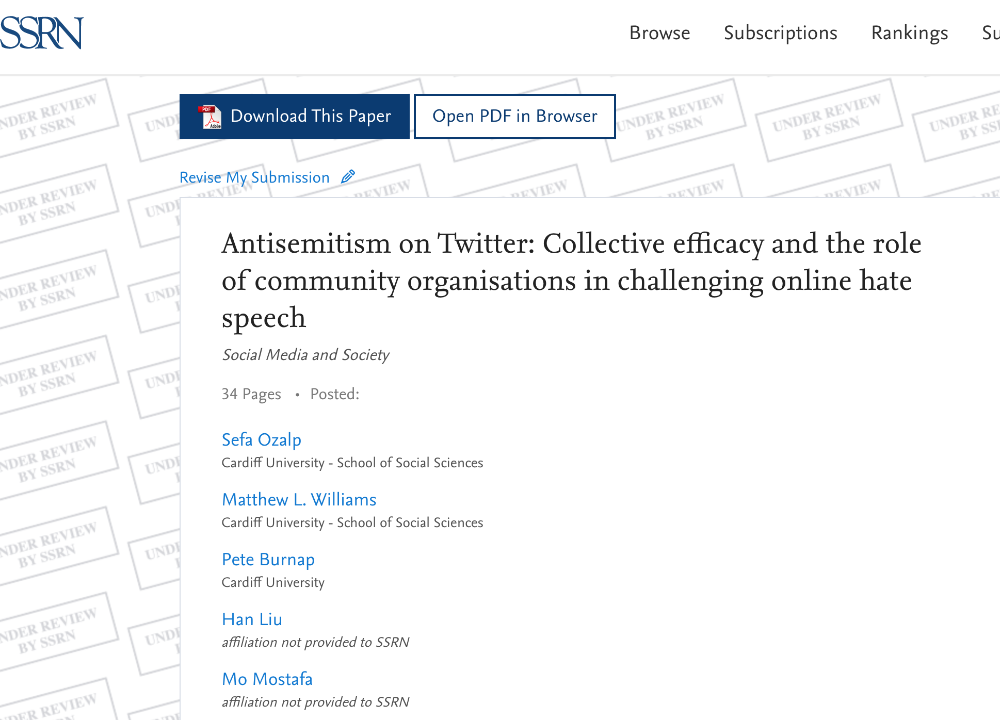 SSRN
Browse Subscriptions Rankings Su
Download This Paper
Open PDF in Browser
Revise My Submission
Antisemitism on Twitter: Collective efficacy and the role
of community organisations in challenging online hate
speech
Social Media and Society
34 Pages • Posted:
Sefa Ozalp
Cardiff University - School of Social Sciences
Matthew L. Williams
Cardiff University - School of Social Sciences
Pete Burnap
Cardiff University
Han Liu
affiliation not provided to SSRN
Mo Mostafa
affiliation not provided to SSRN
UNDER REVIEW
BY SSRN